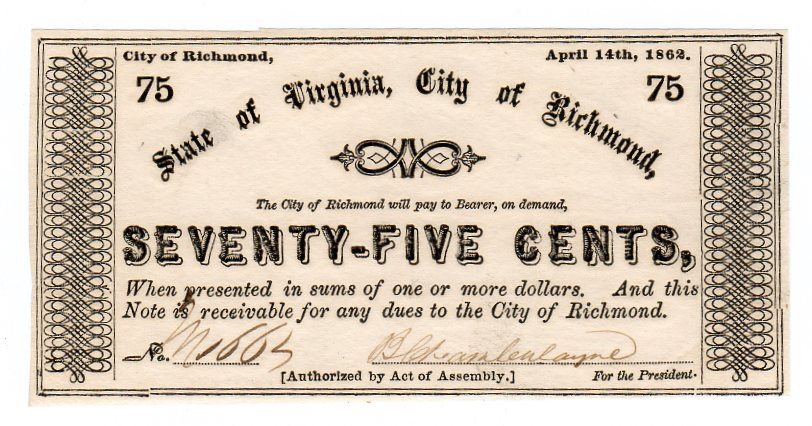 City of Richmond, April 14th, 1862.
75 75
State of Virginia, City of Richmond,
The City of Richmond will pay to Bearer, on demand,
SEVENTY-FIVE CENTS,
When presented in sums of one or more dollars. And this
Note is receivable for any dues to the City of Richmond.
No.
[Authorized by Act of Assembly.] For the President.